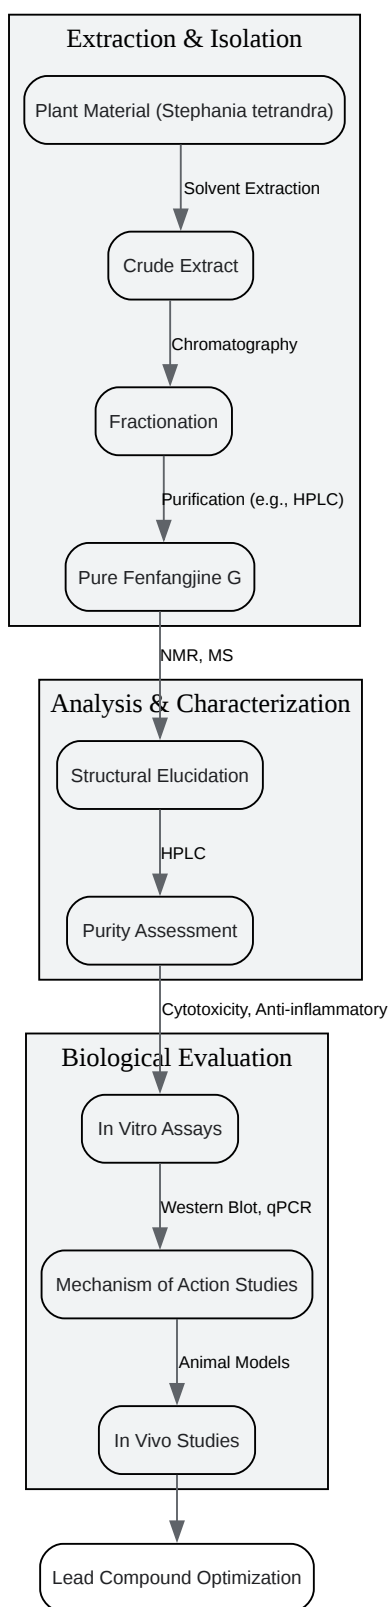 Extraction & Isolation
Plant Material (Stephania tetrandra)
Solvent Extraction
Crude Extract
Chromatography
Fractionation
Purification (e.g., HPLC)
Pure Fenfangjine G
NMR, MS
Analysis & Characterization
Structural Elucidation
HPLC
Purity Assessment
Cytotoxicity, Anti-inflammatory
Biological Evaluation
In Vitro Assays
Western Blot, qPCR
Mechanism of Action Studies
Animal Models
In Vivo Studies
Lead Compound Optimization